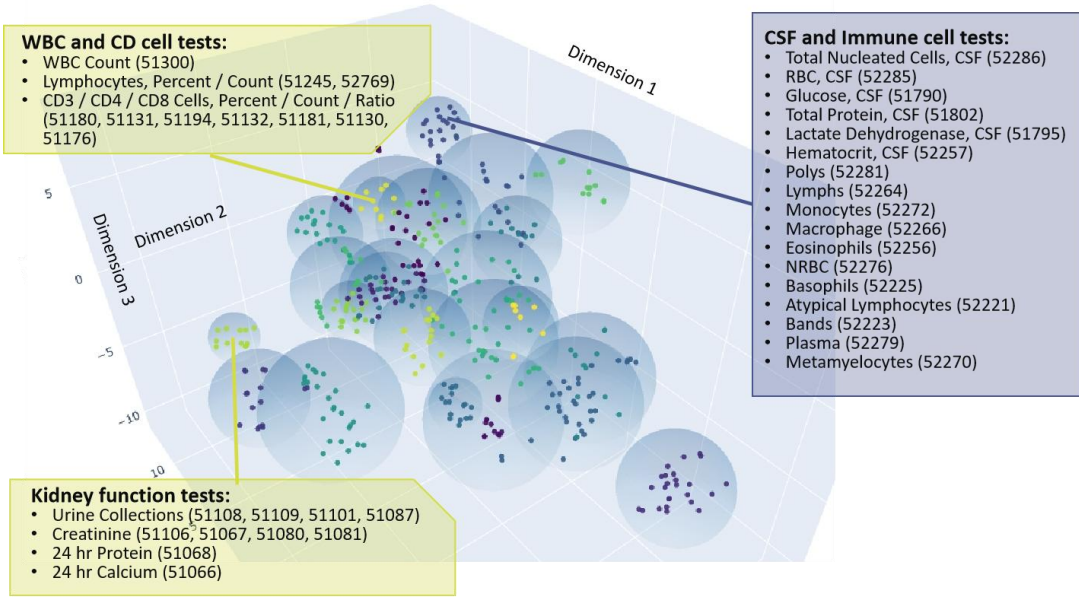 WBC and CD cell tests:
• WBC Count (51300)
• Lymphocytes, Percent / Count (51245, 52769)
• CD3 / CD4 / CD8 Cells, Percent / Count / Ratio
(51180, 51131, 51194, 51132, 51181, 51130,
51176)
CSF and Immune cell tests:
• Total Nucleated Cells, CSF (52286)
• RBC, CSF (52285)
• Glucose, CSF (51790)
• Total Protein, CSF (51802)
• Lactate Dehydrogenase, CSF (51795)
• Hematocrit, CSF (52257)
• Polys (52281)
• Lymphs (52264)
• Monocytes (52272)
• Macrophage (52266)
• Eosinophils (52256)
• NRBC (52276)
• Basophils (52225)
• Atypical Lymphocytes (52221)
• Bands (52223)
• Plasma (52279)
• Metamyelocytes (52270)
Dimension 1
Dimension 2
Dimension 3
5
0
−5
−10
10
5
Kidney function tests:
• Urine Collections (51108, 51109, 51101, 51087)
• Creatinine (51106, 51067, 51080, 51081)
• 24 hr Protein (51068)
• 24 hr Calcium (51066)